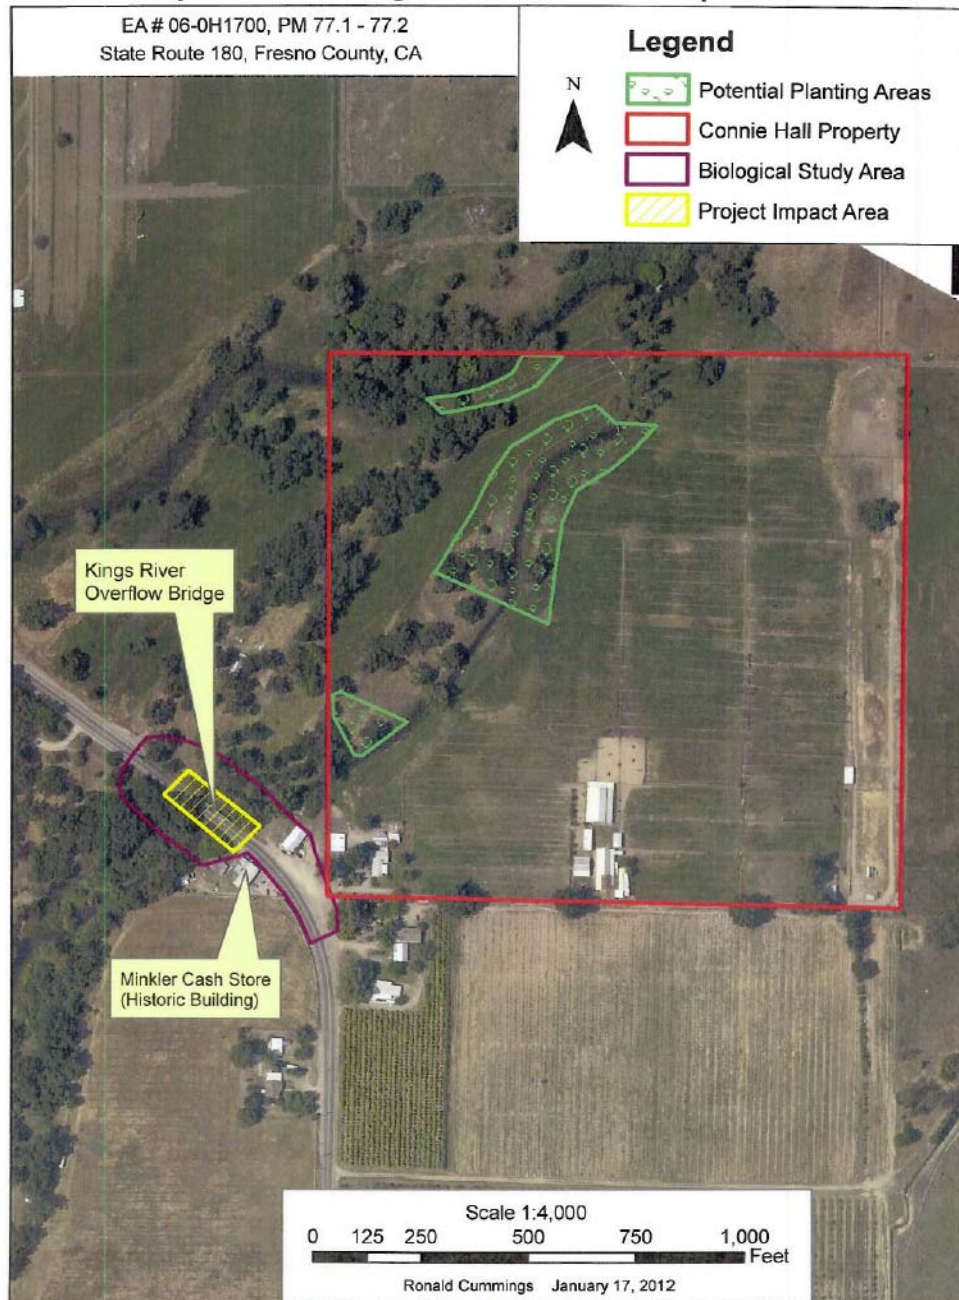 EA # 06-0H1700, PM 77.1 - 77.2
State Route 180, Fresno County, CA
Legend
N
Potential Planting Areas
Connie Hall Property
Biological Study Area
Project Impact Area
Kings River
Overflow Bridge
Minkler Cash Store
(Historic Building)
Scale 1:4,000
0 125 250 500 750 1,000
Feet
Ronald Cummings January 17, 2012